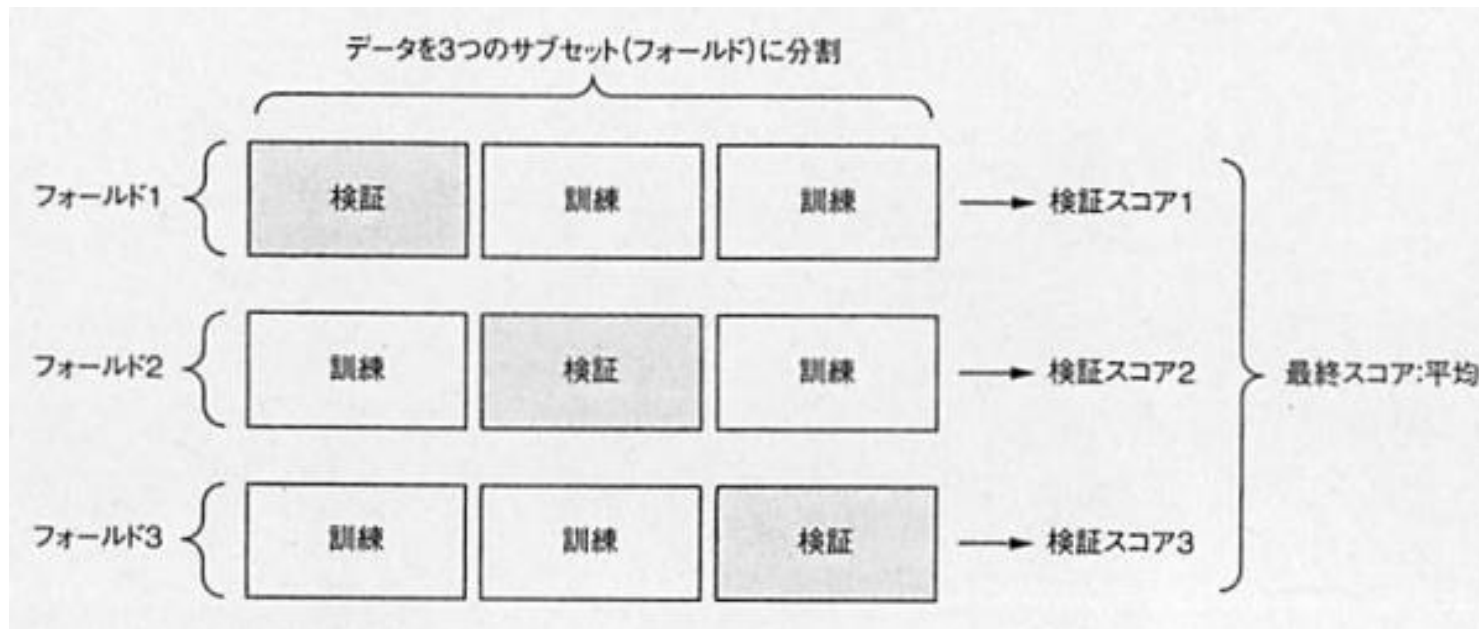 データを3つのサブセット(フォールド)に分割
フォールド1 検証 訓練 訓練 検証スコア1
フォールド2 訓練 検証 訓練 検証スコア2 最終スコア:平均
フォールド3 訓練 訓練 検証 検証スコア3